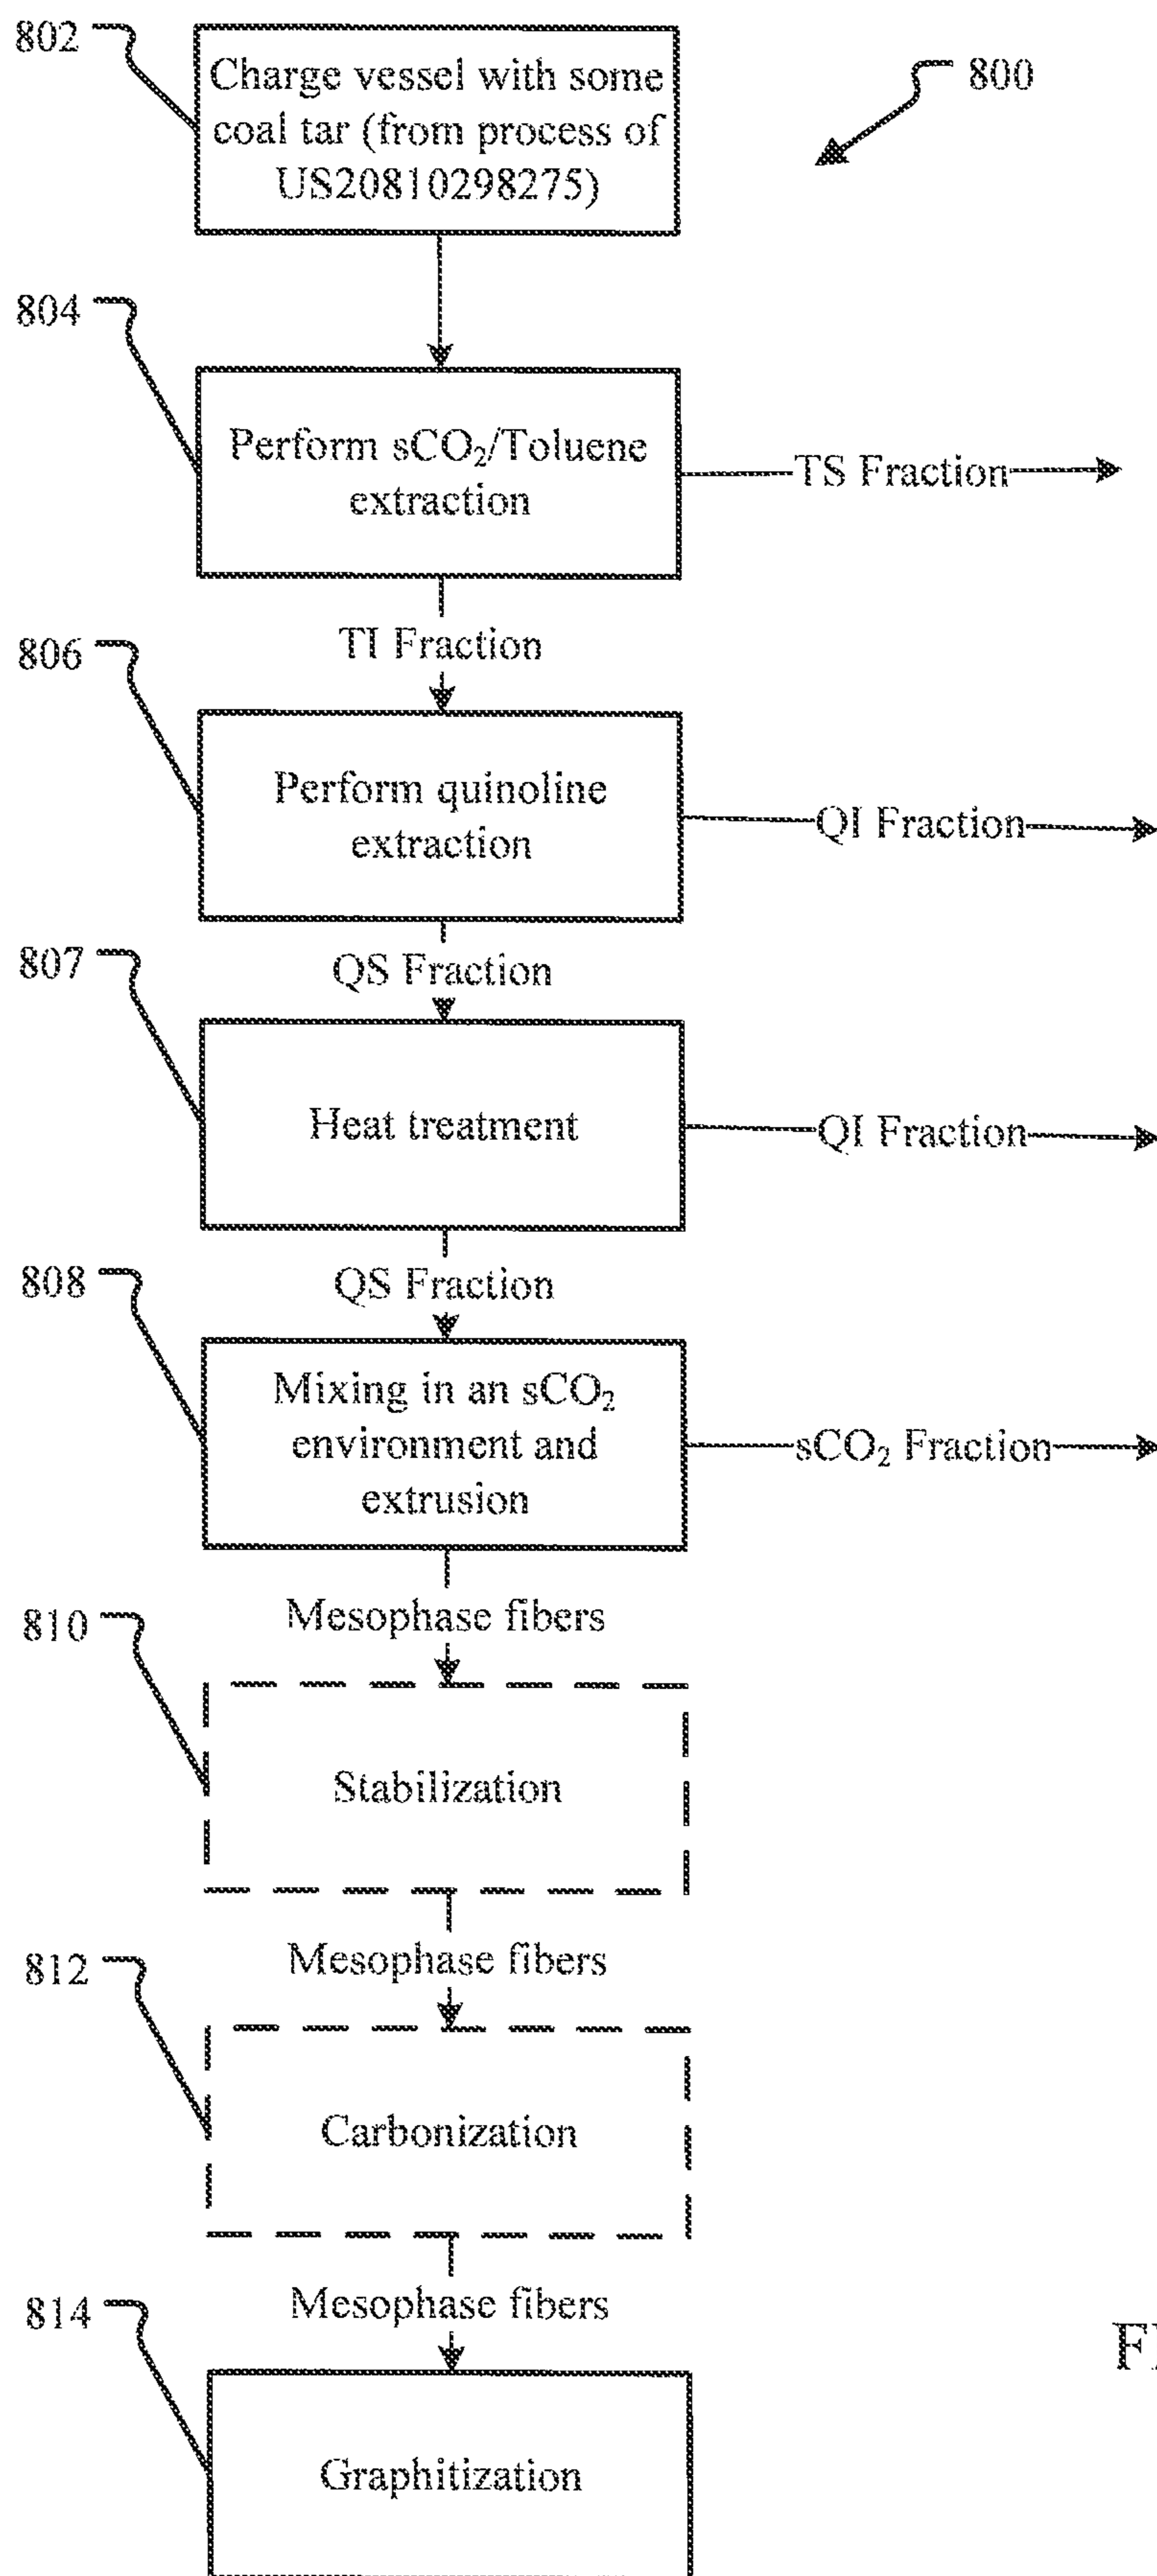 802
Charge vessel with some
coal tar (from process of
US20810298275)
800
804
Perform sCO₂/Toluene
extraction
TS Fraction
TI Fraction
806
Perform quinoline
extraction
QI Fraction
QS Fraction
807
Heat treatment
QI Fraction
QS Fraction
808
Mixing in an sCO₂
environment and
extrusion
sCO₂ Fraction
Mesophase fibers
810
Stabilization
Mesophase fibers
812
Carbonization
Mesophase fibers
814
Graphitization